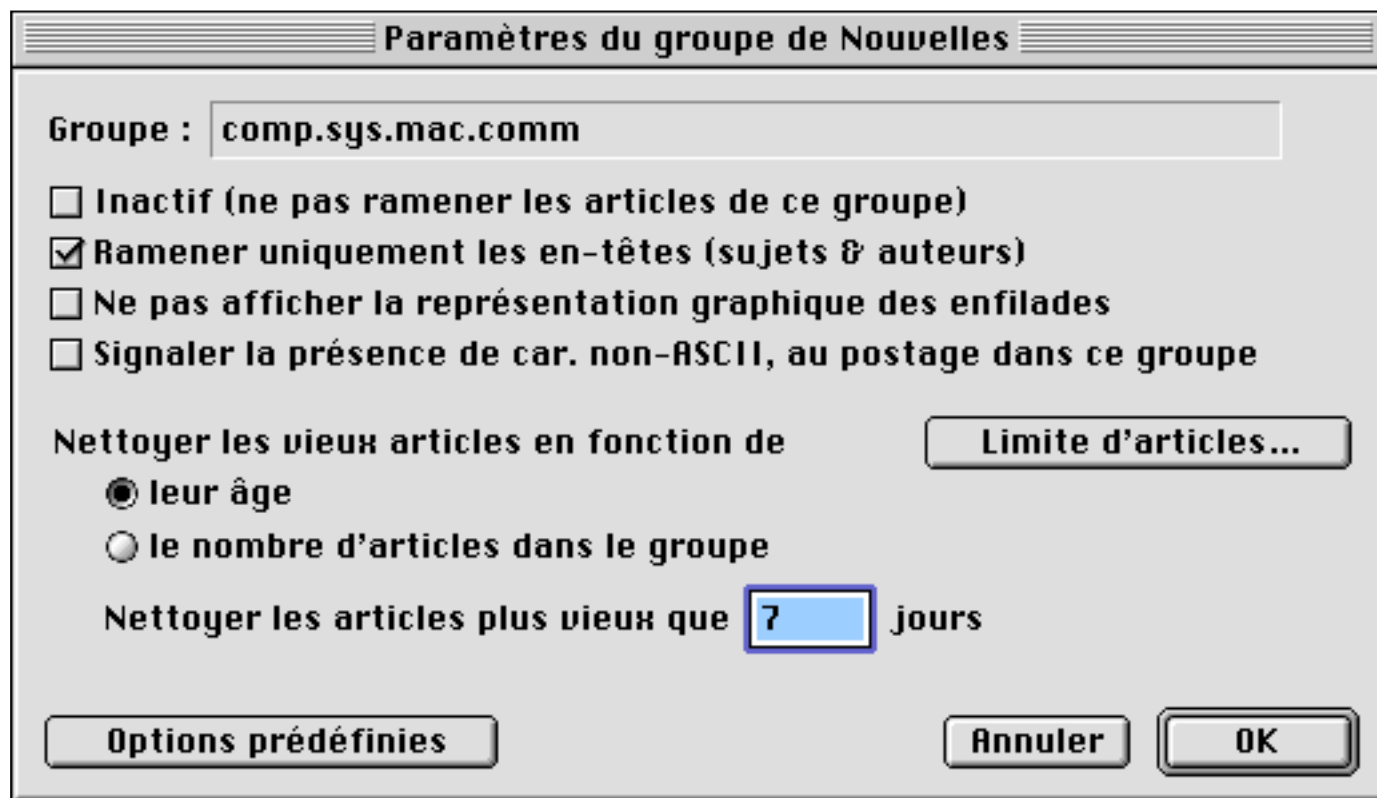 Paramètres du groupe de Nouvelles
Groupe : comp.sys.mac.comm
Inactif (ne pas ramener les articles de ce groupe)
Ramener uniquement les en-têtes (sujets & auteurs)
Ne pas afficher la représentation graphique des enfilades
Signaler la présence de car. non-ASCII, au postage dans ce groupe
Nettoyer les vieux articles en fonction de Limite d'articles...
leur âge
le nombre d'articles dans le groupe
Nettoyer les articles plus vieux que 7 jours
Options prédéfinies Annuler OK